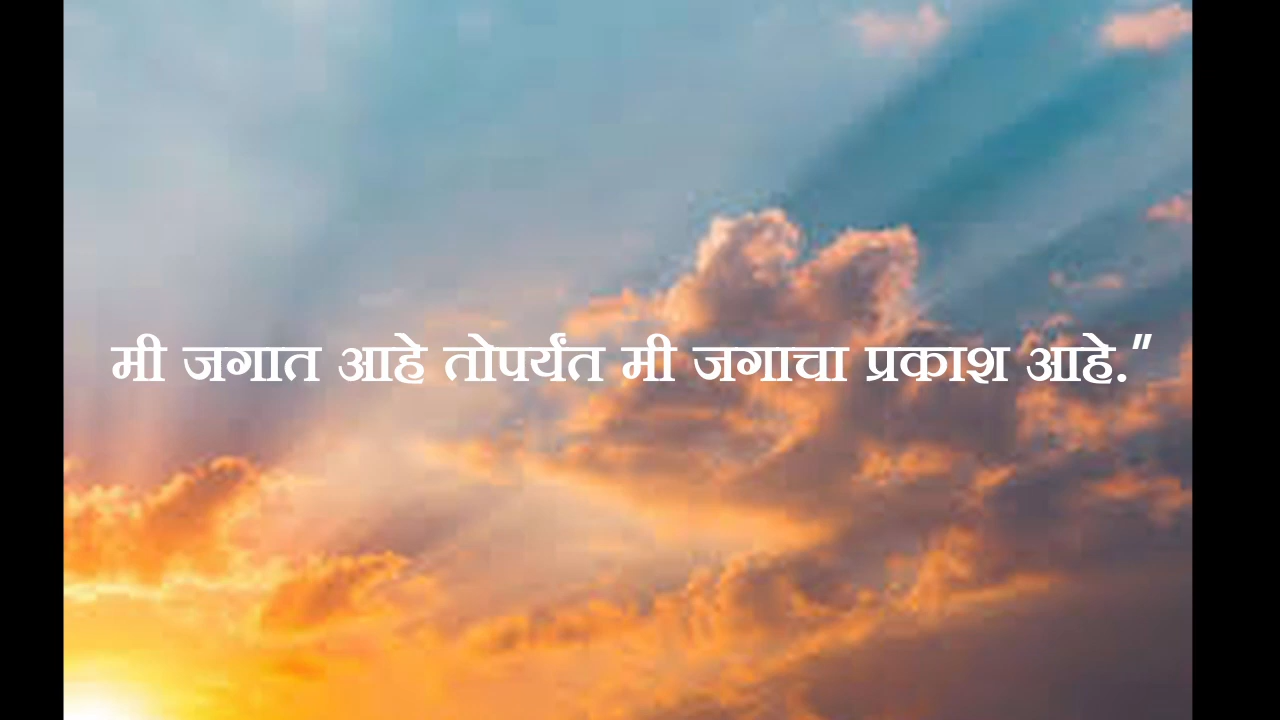 मी जगात आहे तोपर्यंत मी जगाचा प्रकाश आहे."